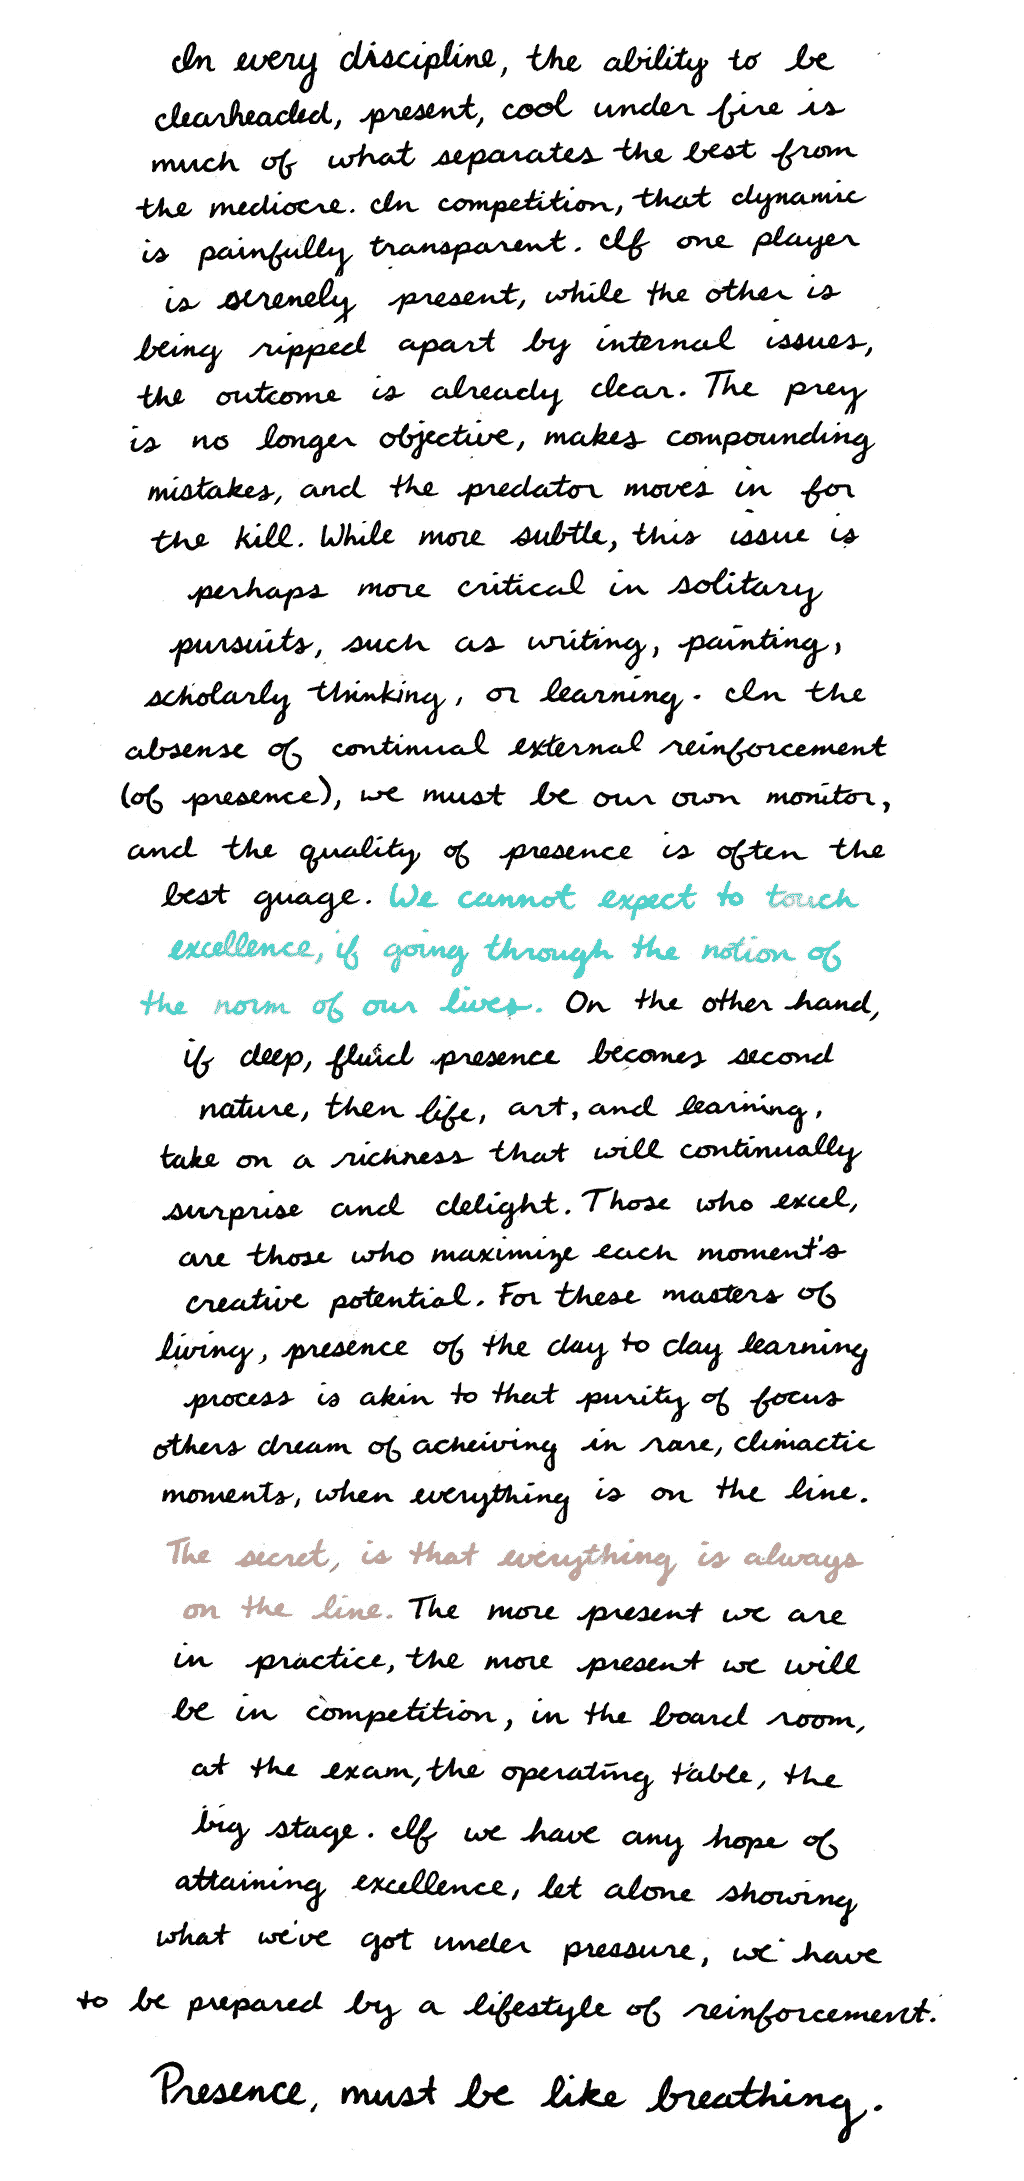 In every discipline, the ability to be
clearheaded, present, cool under fire is
much of what separates the best from
the mediocre. In competition, that dynamic
is painfully transparent. If one player
is serenely present, while the other is
being ripped apart by internal issues,
the outcome is already clear. The prey
is no longer objective, makes compounding
mistakes, and the predator moves in for
the kill. While more subtle, this issue is
perhaps more critical in solitary
pursuits, such as writing, painting,
scholarly thinking, or learning. In the
absense of continual external reinforcement
(of presence), we must be our own monitor,
and the quality of presence is often the
best guage. We cannot expect to touch
excellence, if going through the notion of
the norm of our lives. On the other hand,
if deep, fluid presence becomes second
nature, then life, art, and learning,
take on a richness that will continually
surprise and delight. Those who excel,
are those who maximize each moment's
creative potential. For these masters of
living, presence of the day to day learning
process is akin to that purity of focus
others dream of acheiving in rare, climactic
moments, when everything is on the line.
The secret, is that everything is always
on the line. The more present we are
in practice, the more present we will
be in competition, in the board room,
at the exam, the operating table, the
big stage. If we have any hope of
attaining excellence, let alone showing
what we've got under pressure, we have
to be prepared by a lifestyle of reinforcement.
Presence, must be like breathing.